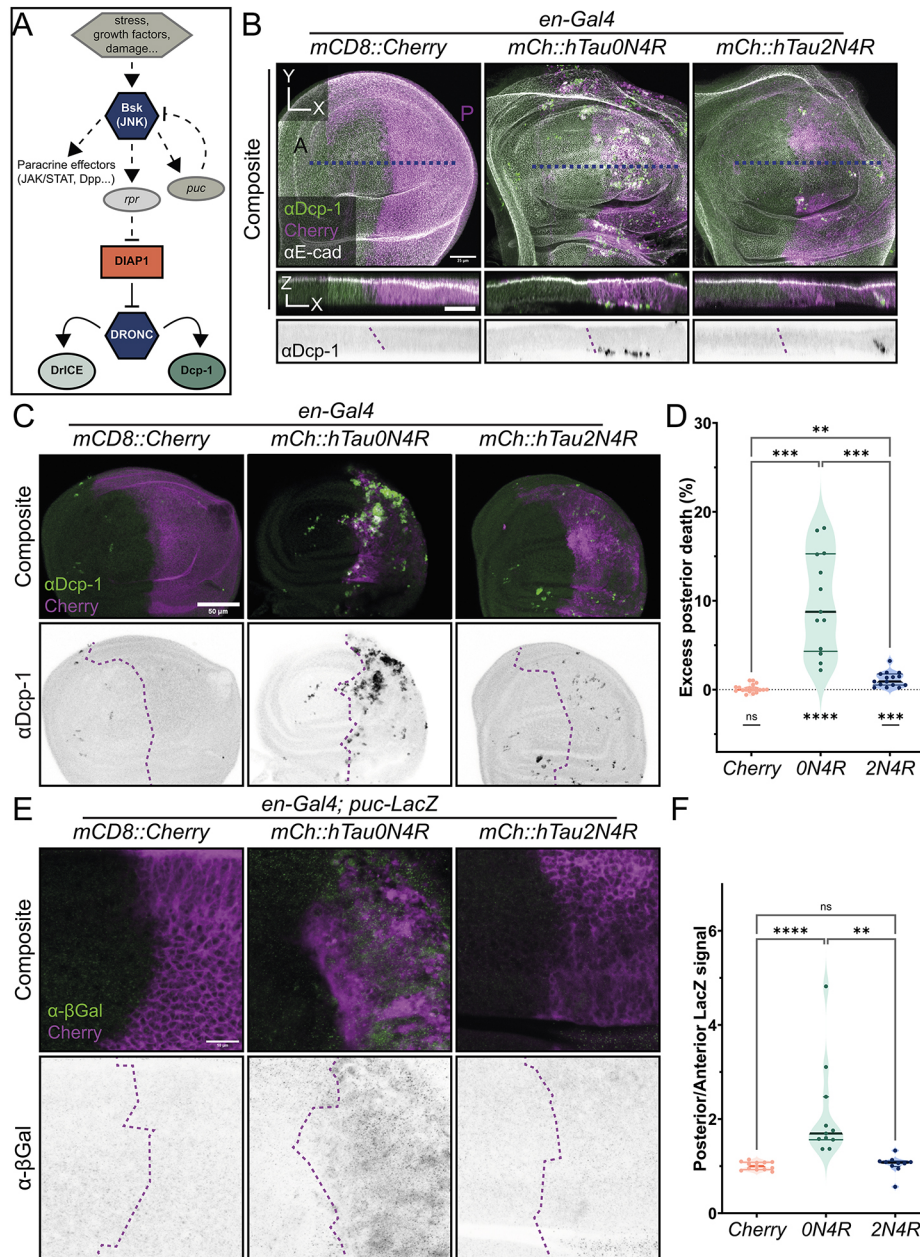 A
stress,
growth factors,
damage...
Bsk
(JNK)
Paracrine effectors
(JAK/STAT, Dpp...)
puc
rpr
DIAP1
DRONC
DrICE
Dcp-1
B
en-Gal4
mCD8::Cherry
mCh::hTau0N4R
mCh::hTau2N4R
Composite
Y
X
P
A
αDcp-1
Cherry
αE-cad
25 μm
Z
X
αDcp-1
C
en-Gal4
mCD8::Cherry
mCh::hTau0N4R
mCh::hTau2N4R
Composite
αDcp-1
Cherry
50 μm
αDcp-1
D
Excess posterior death (%)
30
20
10
0
**
***
***
ns
****
***
Cherry
0N4R
2N4R
E
en-Gal4; puc-LacZ
mCD8::Cherry
mCh::hTau0N4R
mCh::hTau2N4R
Composite
α-βGal
Cherry
α-βGal
F
Posterior/Anterior LacZ signal
6
4
2
1
0
ns
****
**
Cherry
0N4R
2N4R